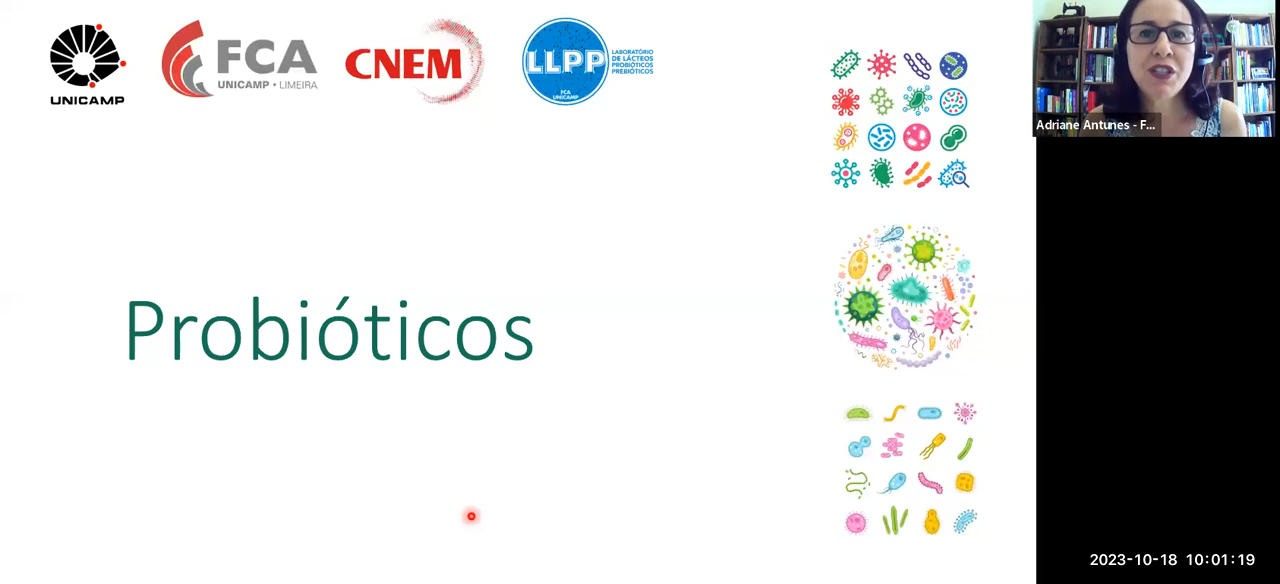 UNICAMP
FCA
UNICAMP • LIMEIRA
CNEM
LLPP
FCA
UNICAMP
LABORATÓRIO
DE LÁCTEOS
PROBIÓTICOS
PREBIÓTICOS
Adriane Antunes - F...
Probióticos
2023-10-18 10:01:19